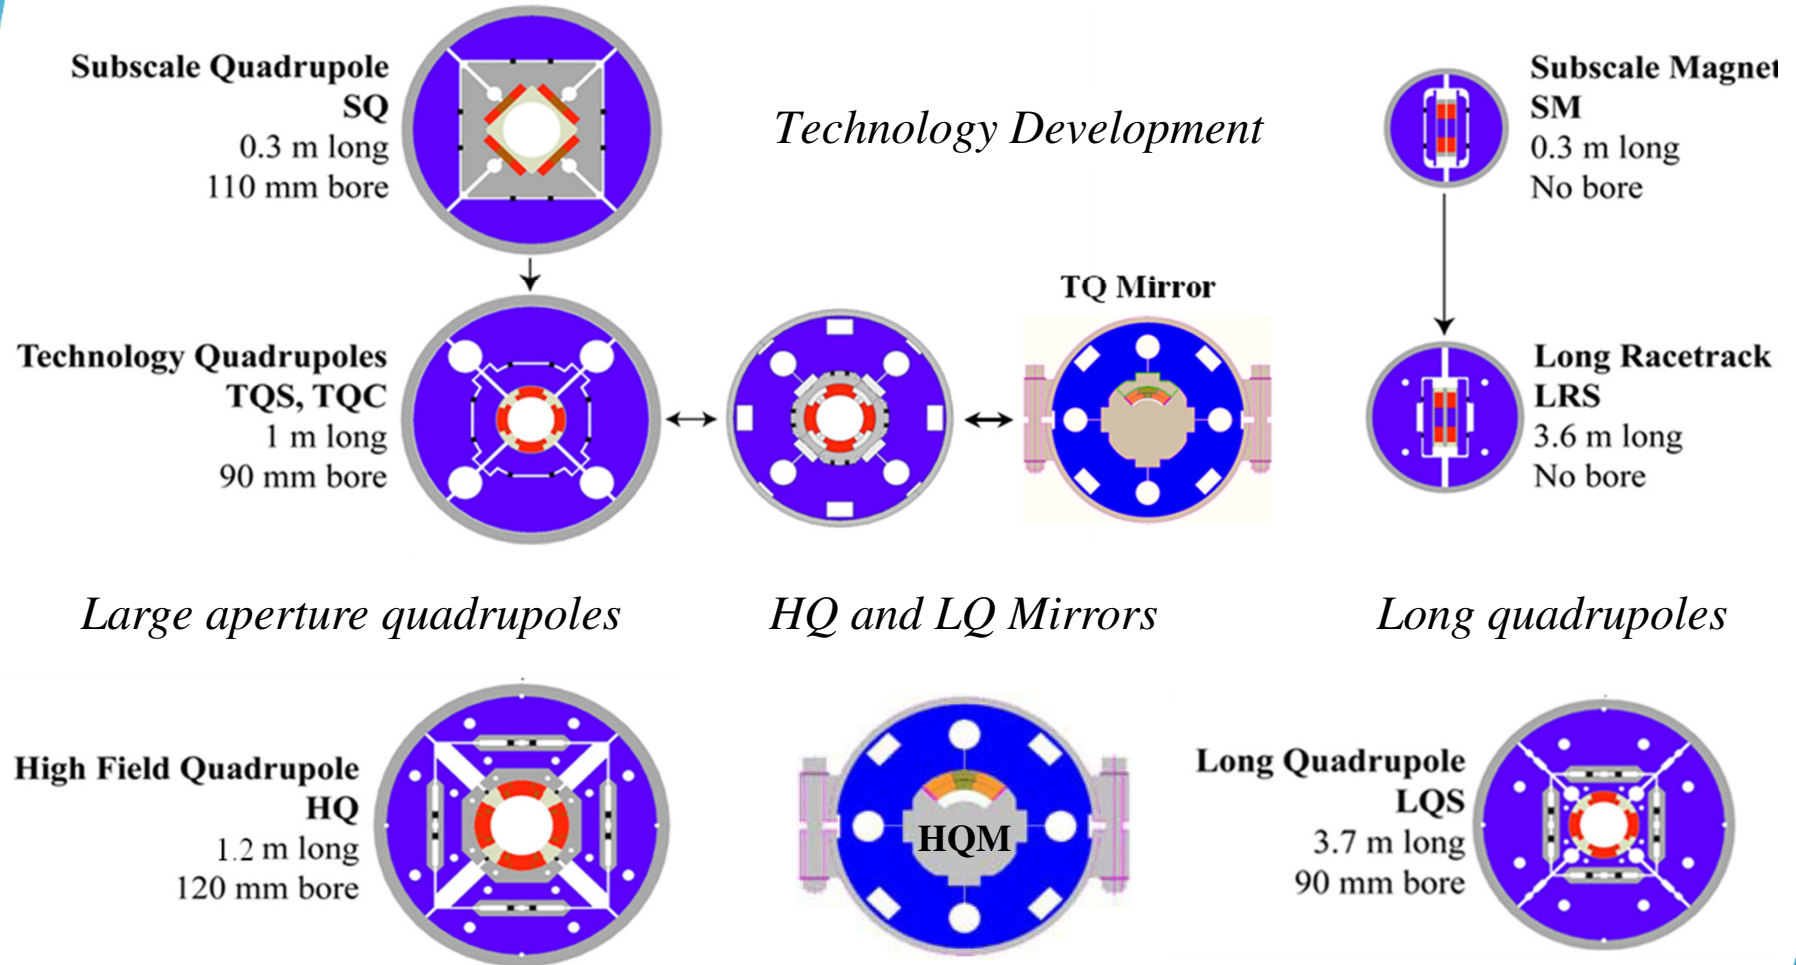 Subscale Quadrupole
SQ
0.3 m long
110 mm bore
Technology Development
Subscale Magnet
SM
0.3 m long
No bore
TQ Mirror
Technology Quadrupoles
TQS, TQC
1 m long
90 mm bore
Long Racetrack
LRS
3.6 m long
No bore
Large aperture quadrupoles
HQ and LQ Mirrors
Long quadrupoles
High Field Quadrupole
HQ
1.2 m long
120 mm bore
HQM
Long Quadrupole
LQS
3.7 m long
90 mm bore